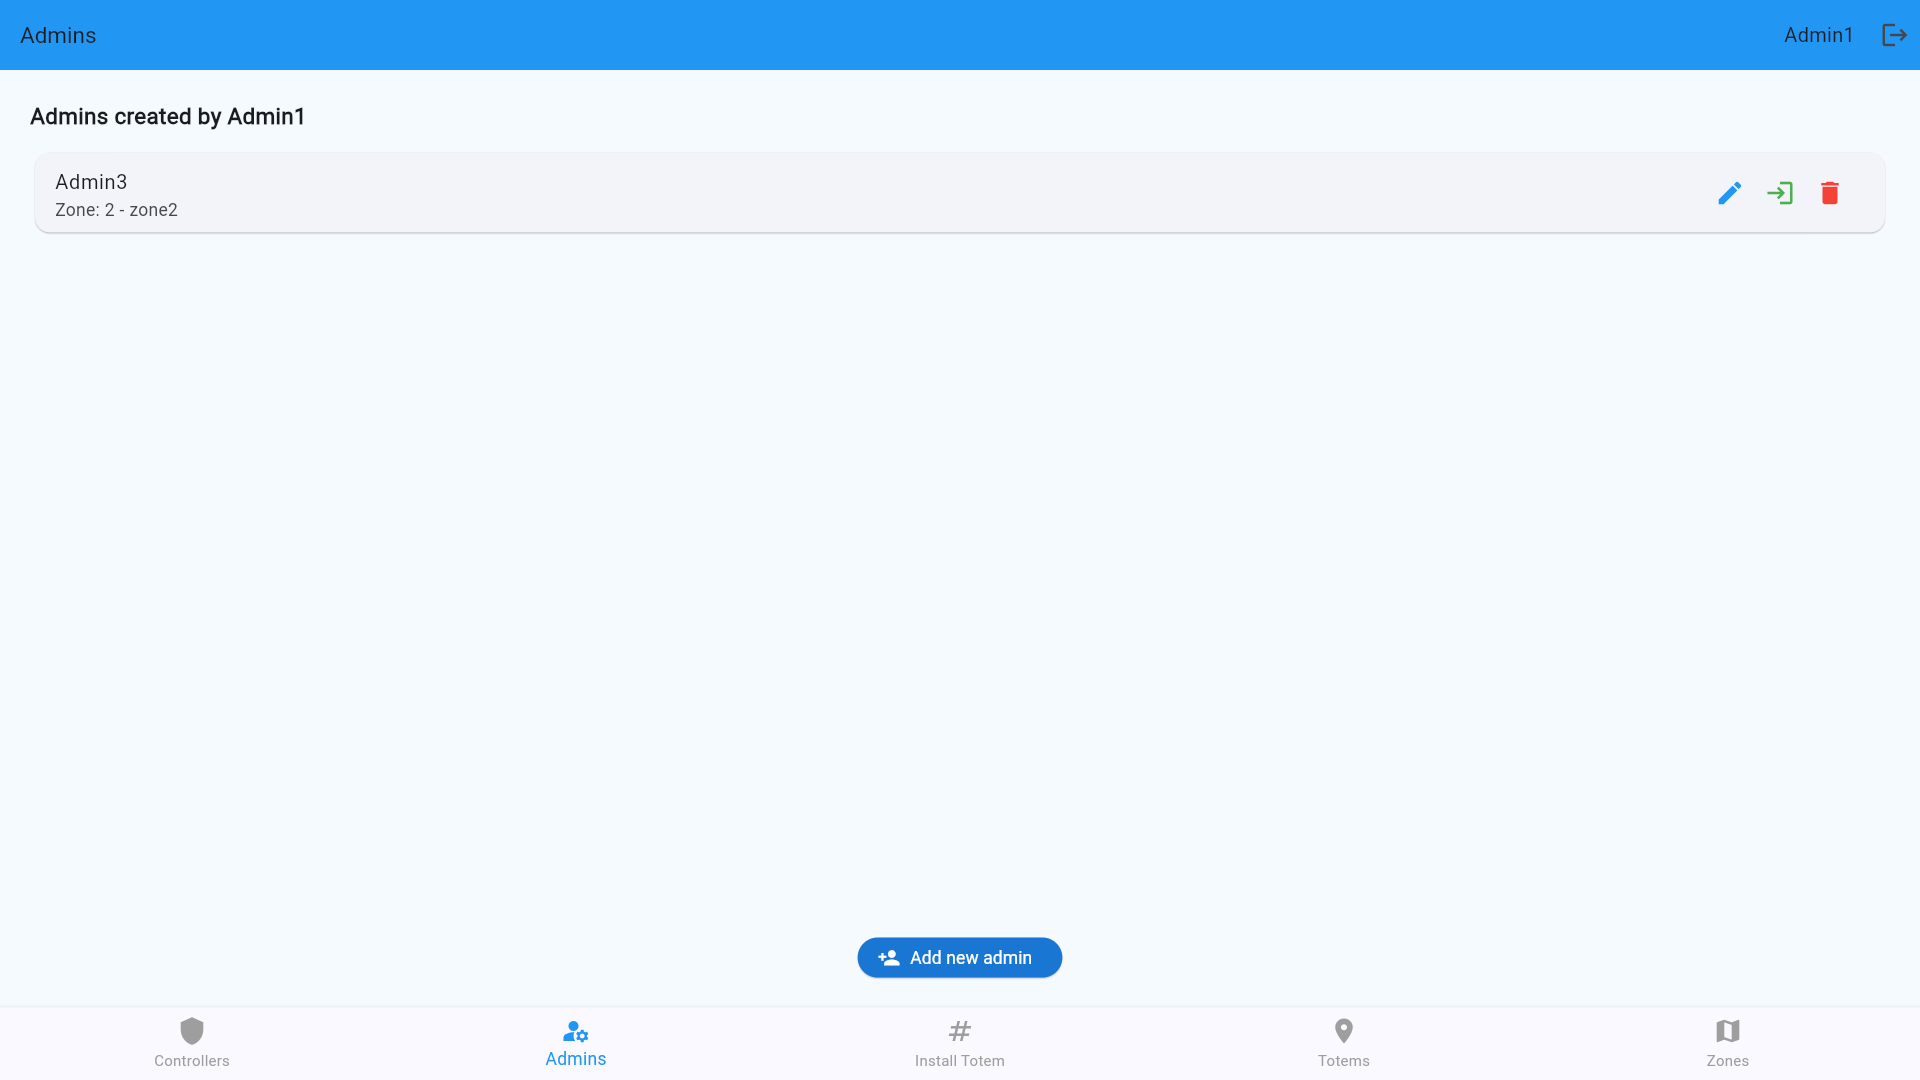 Admins
Admin1
Admins created by Admin1
Admin3
Zone: 2 - zone2
Add new admin
Controllers
Admins
Install Totem
Totems
Zones